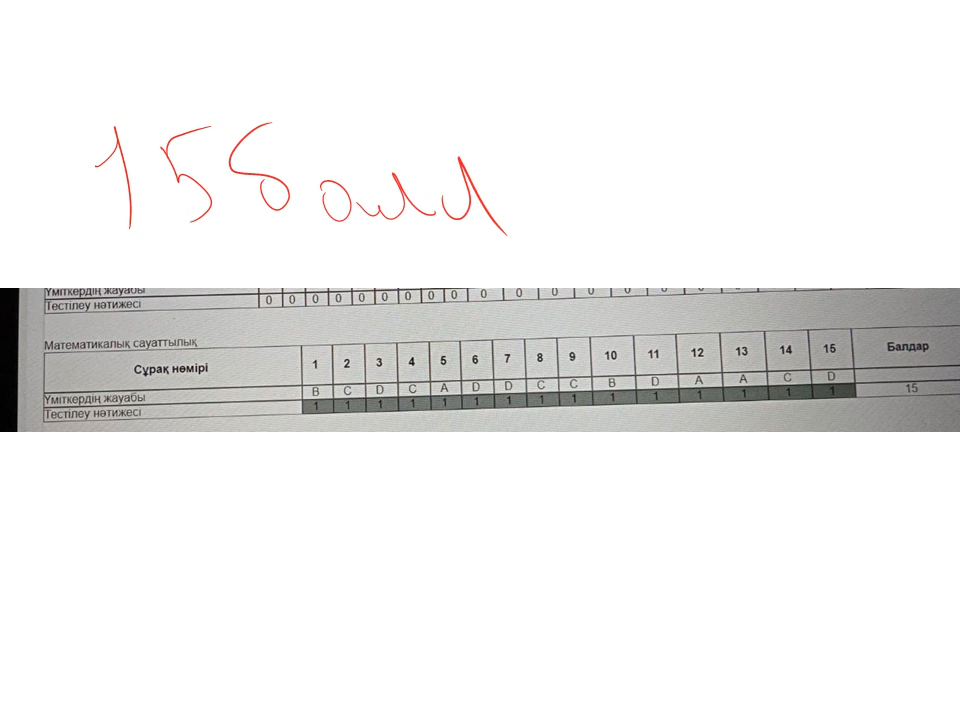 15балл
Үміткердің жауабы
Тестілеу нәтижесі 0 0 0 0 0 0 0 0 0 0 0 0 0 0
Математикалық сауаттылық
Сұрақ нөмірі 1 2 3 4 5 6 7 8 9 10 11 12 13 14 15 Балдар
Үміткердің жауабы B C D C A D D C C B D A A C D
Тестілеу нәтижесі 1 1 1 1 1 1 1 1 1 1 1 1 1 1 1 15